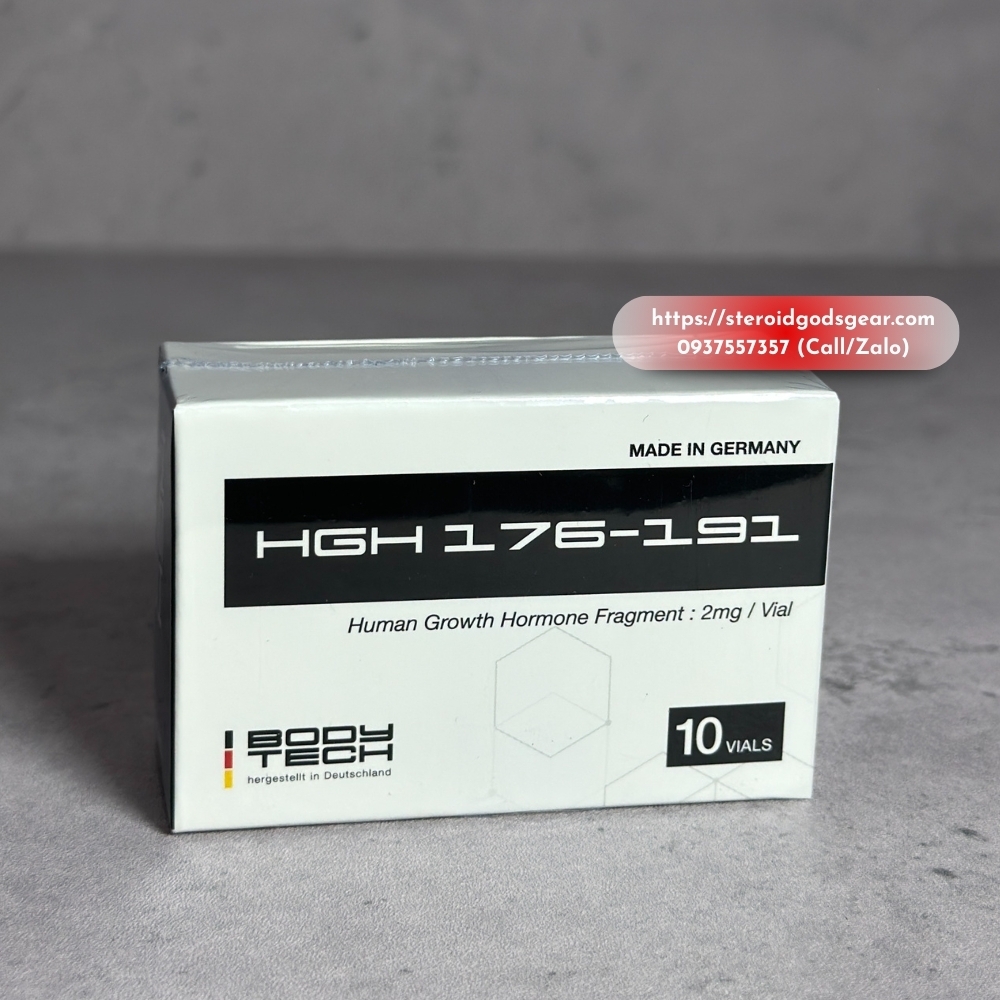 https://steroidgodsgear.com
0937557357 (Call/Zalo)
MADE IN GERMANY
HGH 176-191
Human Growth Hormone Fragment : 2mg / Vial
BODY
TECH
hergestellt in Deutschland
10 VIALS